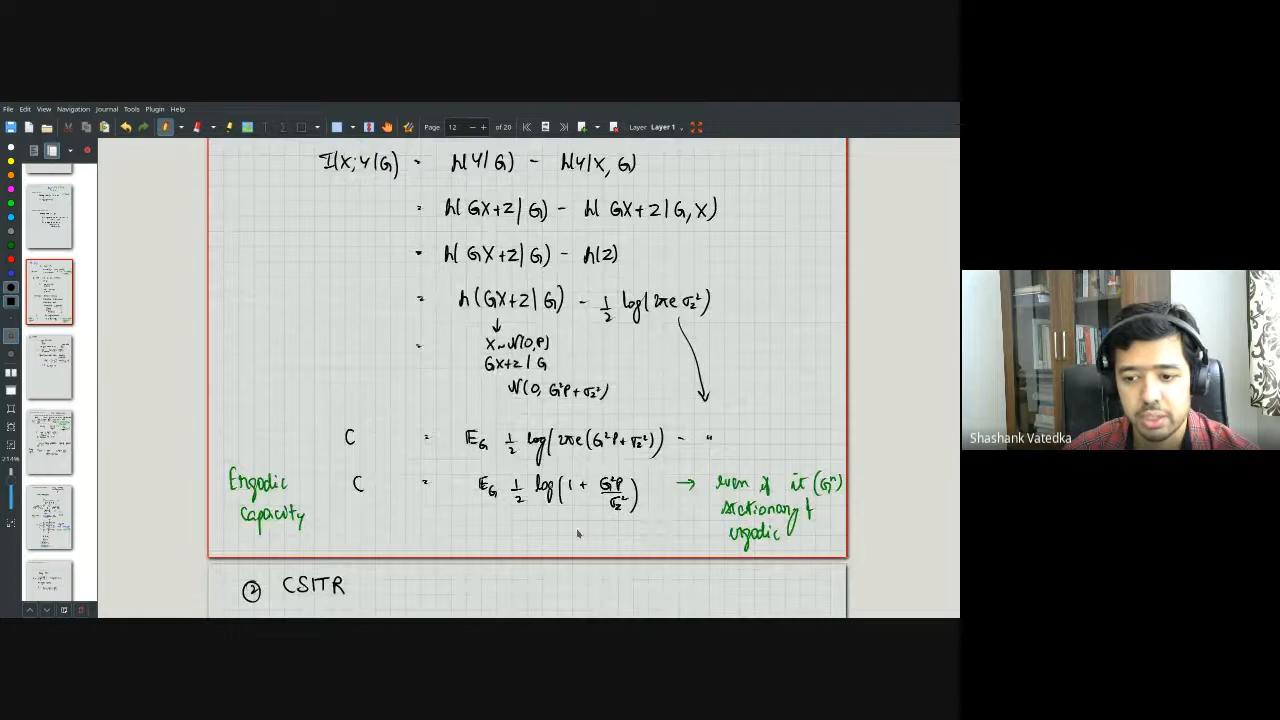 File Edit View Navigation Journal Tools Plugin Help
Page 12 of 20 Layer Layer 1
I(X;Y|G) = h(Y|G) - h(Y|X, G)
= h(GX+Z|G) - h(GX+Z|G,X)
= h(GX+Z|G) - h(Z)
= h(GX+Z|G) - 1/2 log(2πe σz²)
↓
= X~N(0,P)
GX+Z|G
N(0, G²P+σz²)
C = E_G 1/2 log(2πe(G²P+σz²)) - "
Ergodic capacity
C = E_G 1/2 log(1 + G²P/σz²) → even if it (Gⁿ)
stationary &
ergodic
② CSITR
214%
Shashank Vatedka